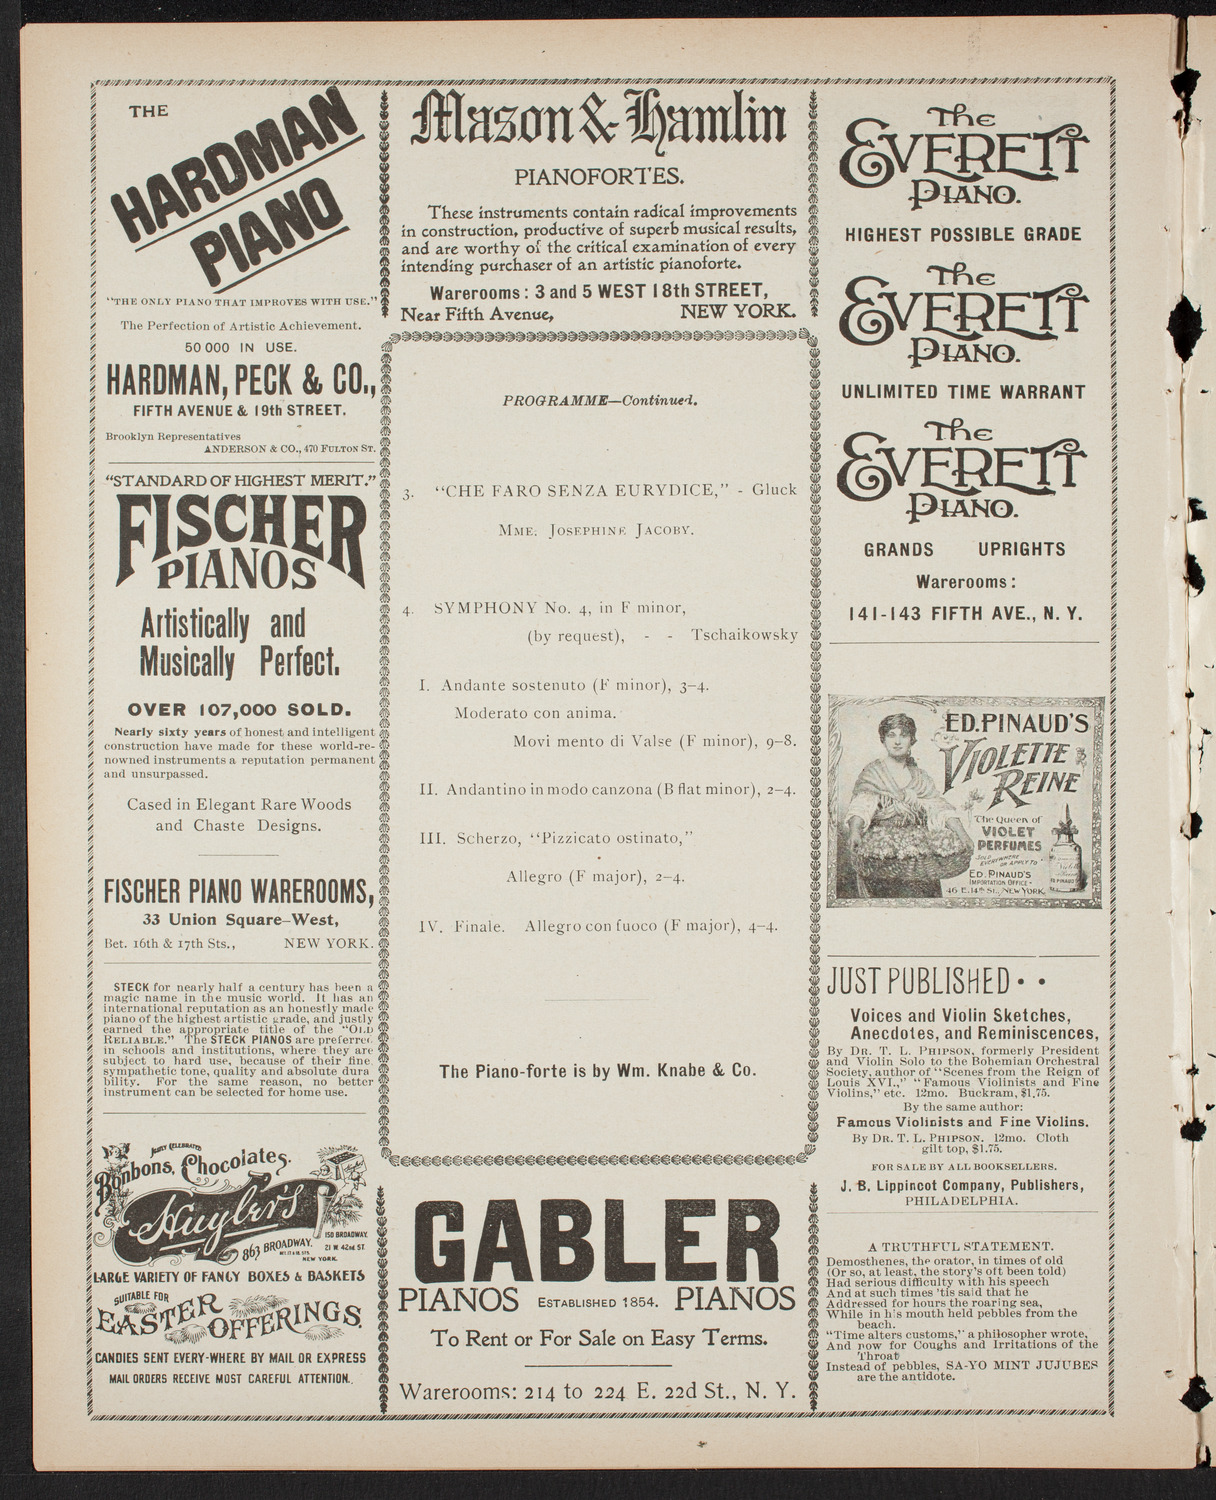 THE
HARDMAN
PIANO
"THE ONLY PIANO THAT IMPROVES WITH USE."
The Perfection of Artistic Achievement.
50 000 IN USE.
HARDMAN, PECK & CO.,
FIFTH AVENUE & 19th STREET.
Brooklyn Representatives
ANDERSON & CO., 470 FULTON ST.
"STANDARD OF HIGHEST MERIT."
FISCHER
PIANOS
Artistically and
Musically Perfect.
OVER 107,000 SOLD.
Nearly sixty years of honest and intelligent
construction have made for these world-re-
nowned instruments a reputation permanent
and unsurpassed.
Cased in Elegant Rare Woods
and Chaste Designs.
FISCHER PIANO WAREROOMS,
33 Union Square-West,
Bet. 16th & 17th Sts., NEW YORK.
STECK for nearly half a century has been a
magic name in the music world. It has an
international reputation as an honestly made
piano of the highest artistic grade, and justly
earned the appropriate title of the "OLD
RELIABLE." The STECK PIANOS are preferred
in schools and institutions, where they are
subject to hard use, because of their fine
sympathetic tone, quality and absolute dura
bility. For the same reason, no better
instrument can be selected for home use.
JUSTLY CELEBRATED
Bonbons, Chocolates.
Huyler's
863 BROADWAY,
150 BROADWAY,
21 W. 42nd ST.
NEW YORK.
LARGE VARIETY OF FANCY BOXES & BASKETS
SUITABLE FOR
EASTER OFFERINGS.
CANDIES SENT EVERY-WHERE BY MAIL OR EXPRESS
MAIL ORDERS RECEIVE MOST CAREFUL ATTENTION.
Mason & Hamlin
PIANOFORTES.
These instruments contain radical improvements
in construction, productive of superb musical results,
and are worthy of the critical examination of every
intending purchaser of an artistic pianoforte.
Warerooms: 3 and 5 WEST 18th STREET,
Near Fifth Avenue, NEW YORK.
PROGRAMME—Continued.
3. "CHE FARO SENZA EURYDICE," - Gluck
MME. JOSEPHINE JACOBY.
4. SYMPHONY No. 4, in F minor,
(by request), - - Tschaikowsky
I. Andante sostenuto (F minor), 3–4.
Moderato con anima.
Movi mento di Valse (F minor), 9–8.
II. Andantino in modo canzona (B flat minor), 2–4.
III. Scherzo, "Pizzicato ostinato,"
Allegro (F major), 2–4.
IV. Finale. Allegro con fuoco (F major), 4–4.
The Piano-forte is by Wm. Knabe & Co.
GABLER
PIANOS ESTABLISHED 1854. PIANOS
To Rent or For Sale on Easy Terms.
Warerooms: 214 to 224 E. 22d St., N. Y.
The
EVERETT
PIANO.
HIGHEST POSSIBLE GRADE
The
EVERETT
PIANO.
UNLIMITED TIME WARRANT
The
EVERETT
PIANO.
GRANDS UPRIGHTS
Warerooms:
141-143 FIFTH AVE., N. Y.
ED. PINAUD'S
VIOLETTE
REINE
The Queen of
VIOLET
PERFUMES
SOLD
EVERYWHERE
OR APPLY TO
ED. PINAUD'S
IMPORTATION OFFICE-
46 E. 14th St., NEW YORK.
JUST PUBLISHED · ·
Voices and Violin Sketches,
Anecdotes, and Reminiscences,
By DR. T. L. PHIPSON, formerly President
and Violin Solo to the Bohemian Orchestral
Society, author of "Scenes from the Reign of
Louis XVI.," "Famous Violinists and Fine
Violins," etc. 12mo. Buckram, $1.75.
By the same author:
Famous Violinists and Fine Violins.
By DR. T. L. PHIPSON. 12mo. Cloth
gilt top, $1.75.
FOR SALE BY ALL BOOKSELLERS.
J. B. Lippincot Company, Publishers,
PHILADELPHIA.
A TRUTHFUL STATEMENT.
Demosthenes, the orator, in times of old
(Or so, at least, the story's oft been told)
Had serious difficulty with his speech
And at such times 'tis said that he
Addressed for hours the roaring sea,
While in his mouth held pebbles from the
beach.
"Time alters customs," a philosopher wrote,
And now for Coughs and Irritations of the
Throat
Instead of pebbles, SA-YO MINT JUJUBES
are the antidote.